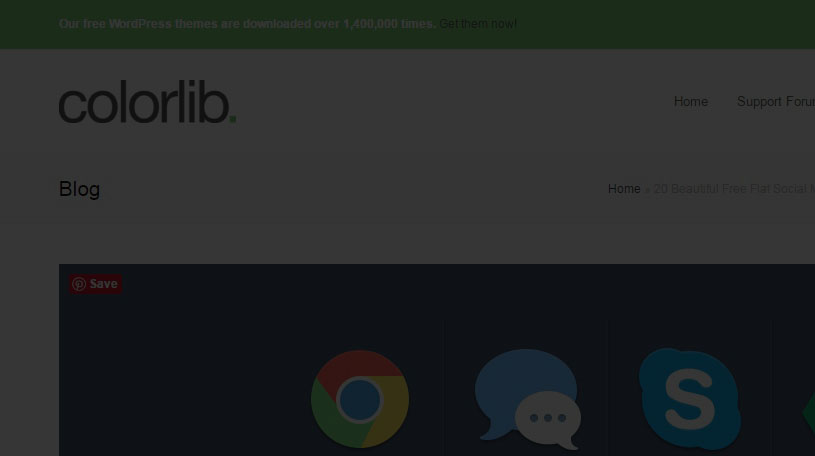 Our free WordPress themes are downloaded over 1,400,000 times. Get them now!
colorlib.
Home Support Forum
Blog
Home » 20 Beautiful Free Flat Social M
Save
S